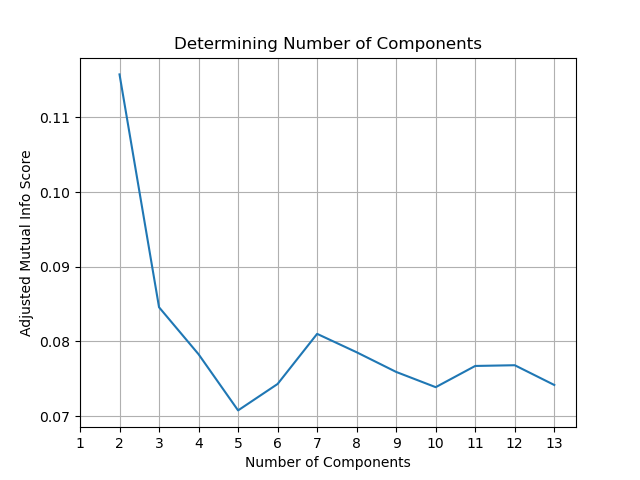 Determining Number of Components
Adjusted Mutual Info Score
0.11
0.10
0.09
0.08
0.07
1 2 3 4 5 6 7 8 9 10 11 12 13
Number of Components